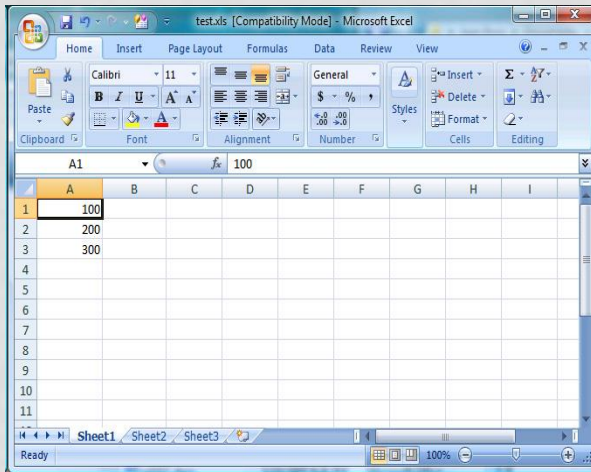 test.xls [Compatibility Mode] - Microsoft Excel
Home Insert Page Layout Formulas Data Review View
Paste
Calibri 11
B I U A A
A
General
$ % ,
.00 .00
Styles
Insert
Delete
Format
Σ
Clipboard Font Alignment Number Cells Editing
A1 fx 100
A B C D E F G H I
1 100
2 200
3 300
4
5
6
7
8
9
10
11
Sheet1 Sheet2 Sheet3
Ready 100%